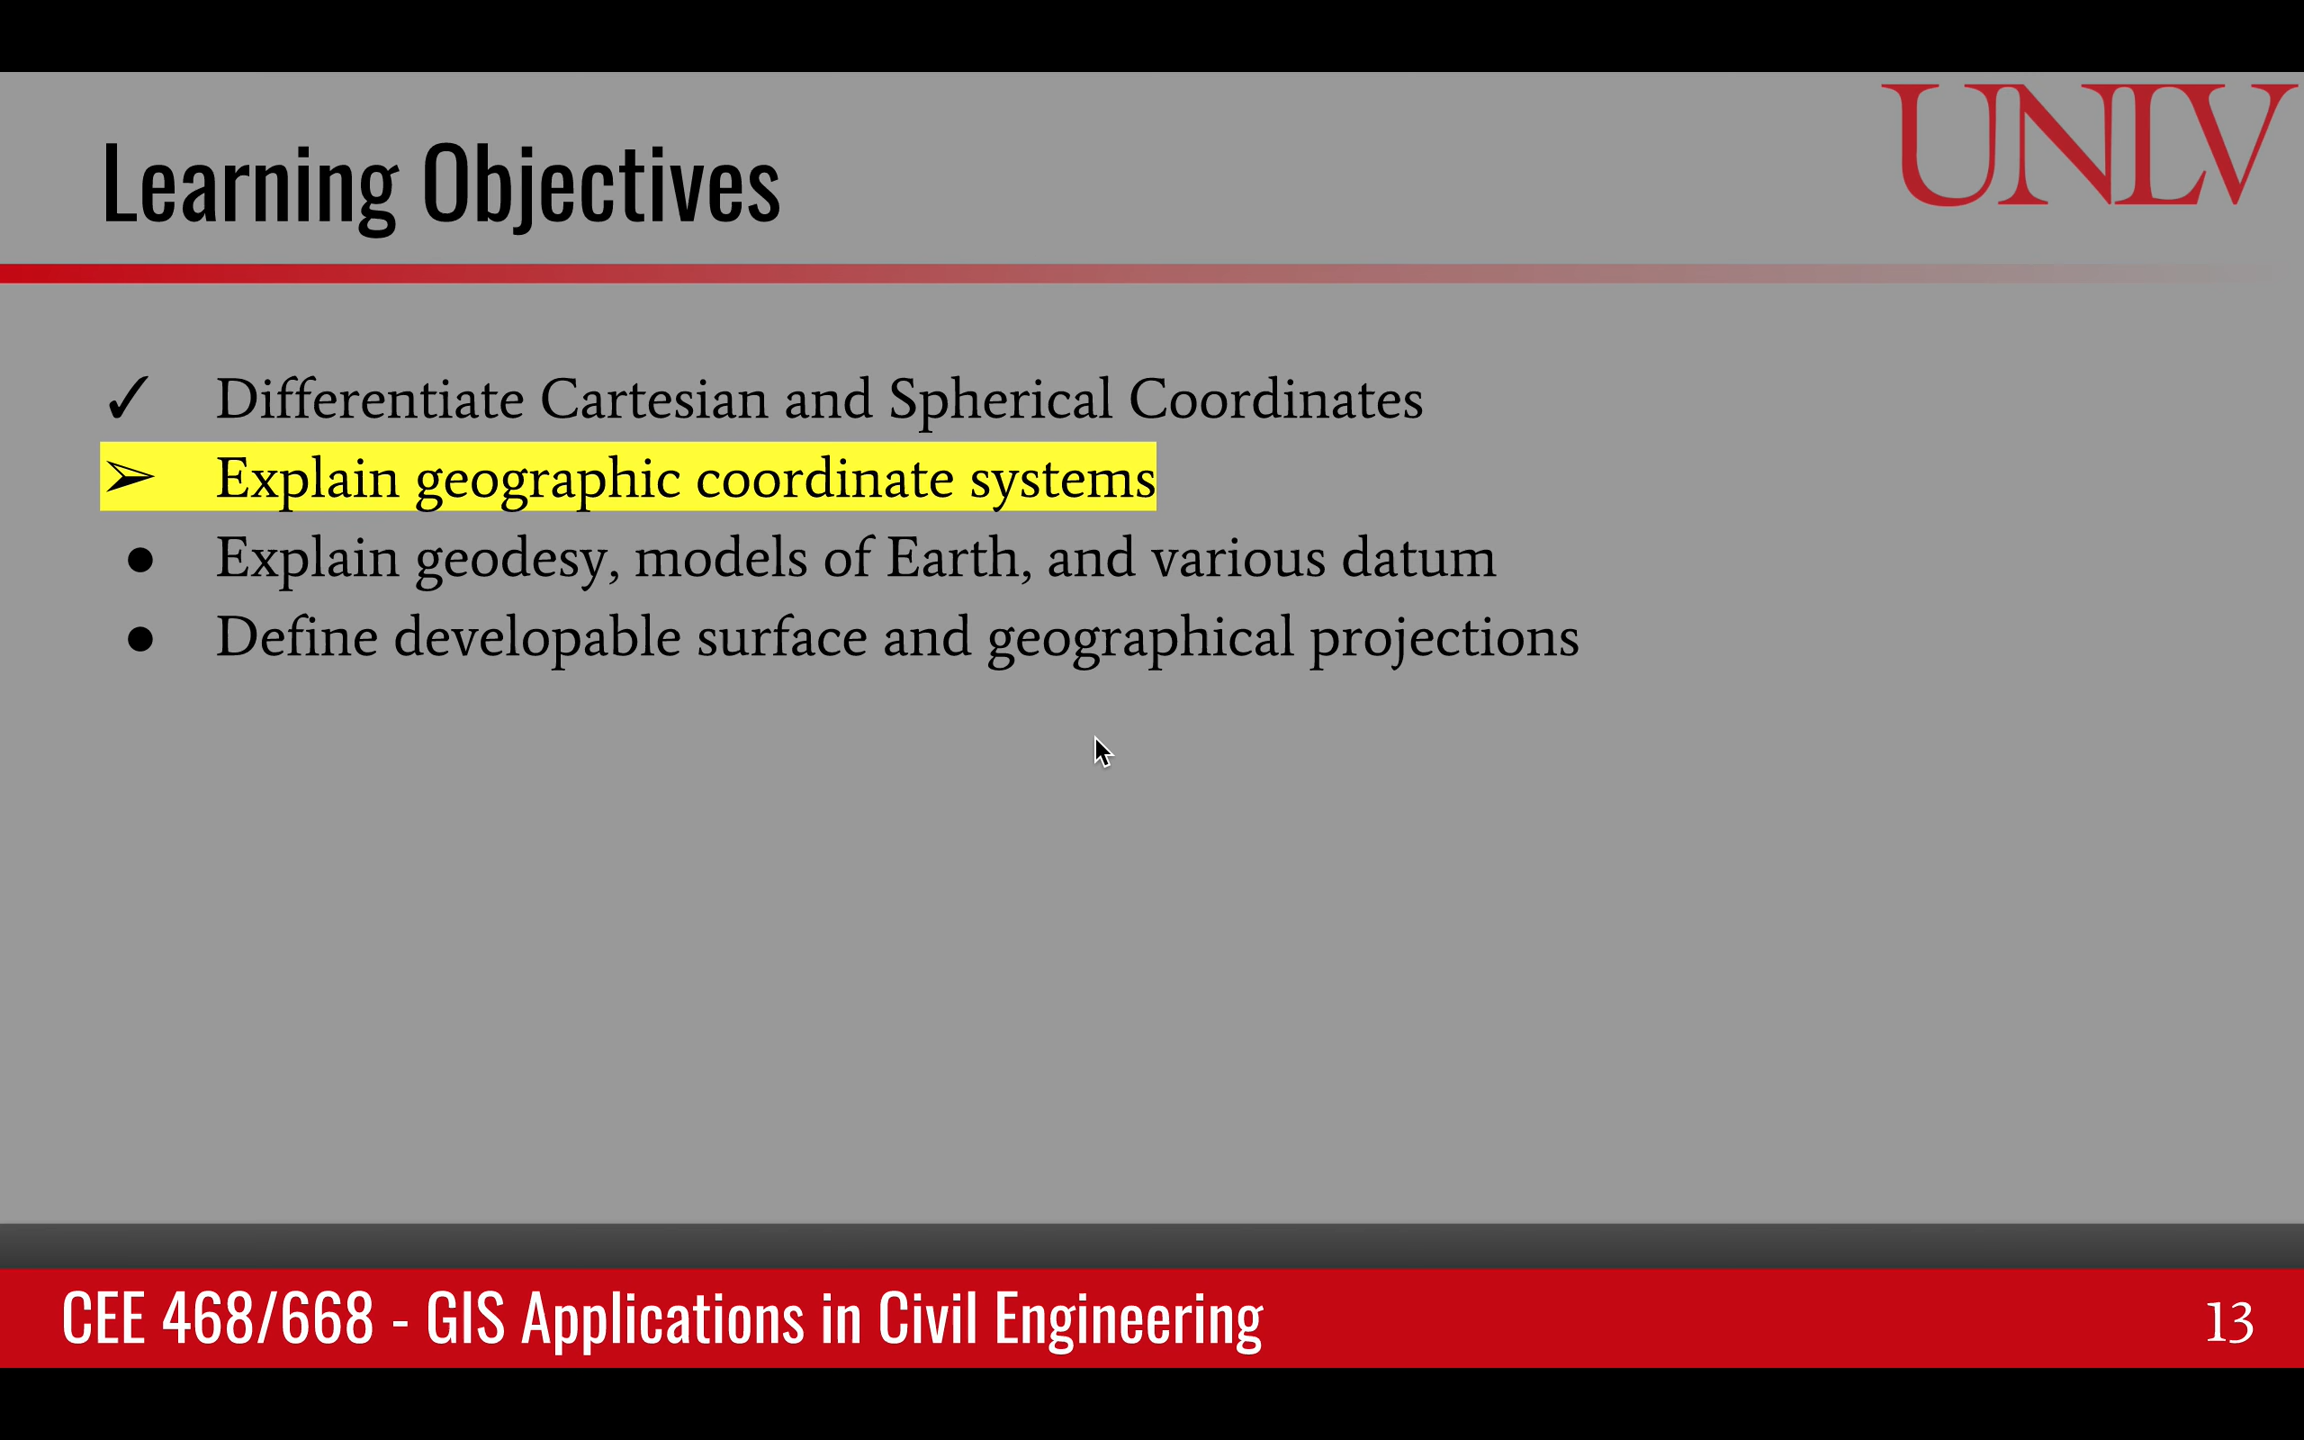 UNLV
Learning Objectives
✓ Differentiate Cartesian and Spherical Coordinates
➢ Explain geographic coordinate systems
● Explain geodesy, models of Earth, and various datum
● Define developable surface and geographical projections
CEE 468/668 - GIS Applications in Civil Engineering
13